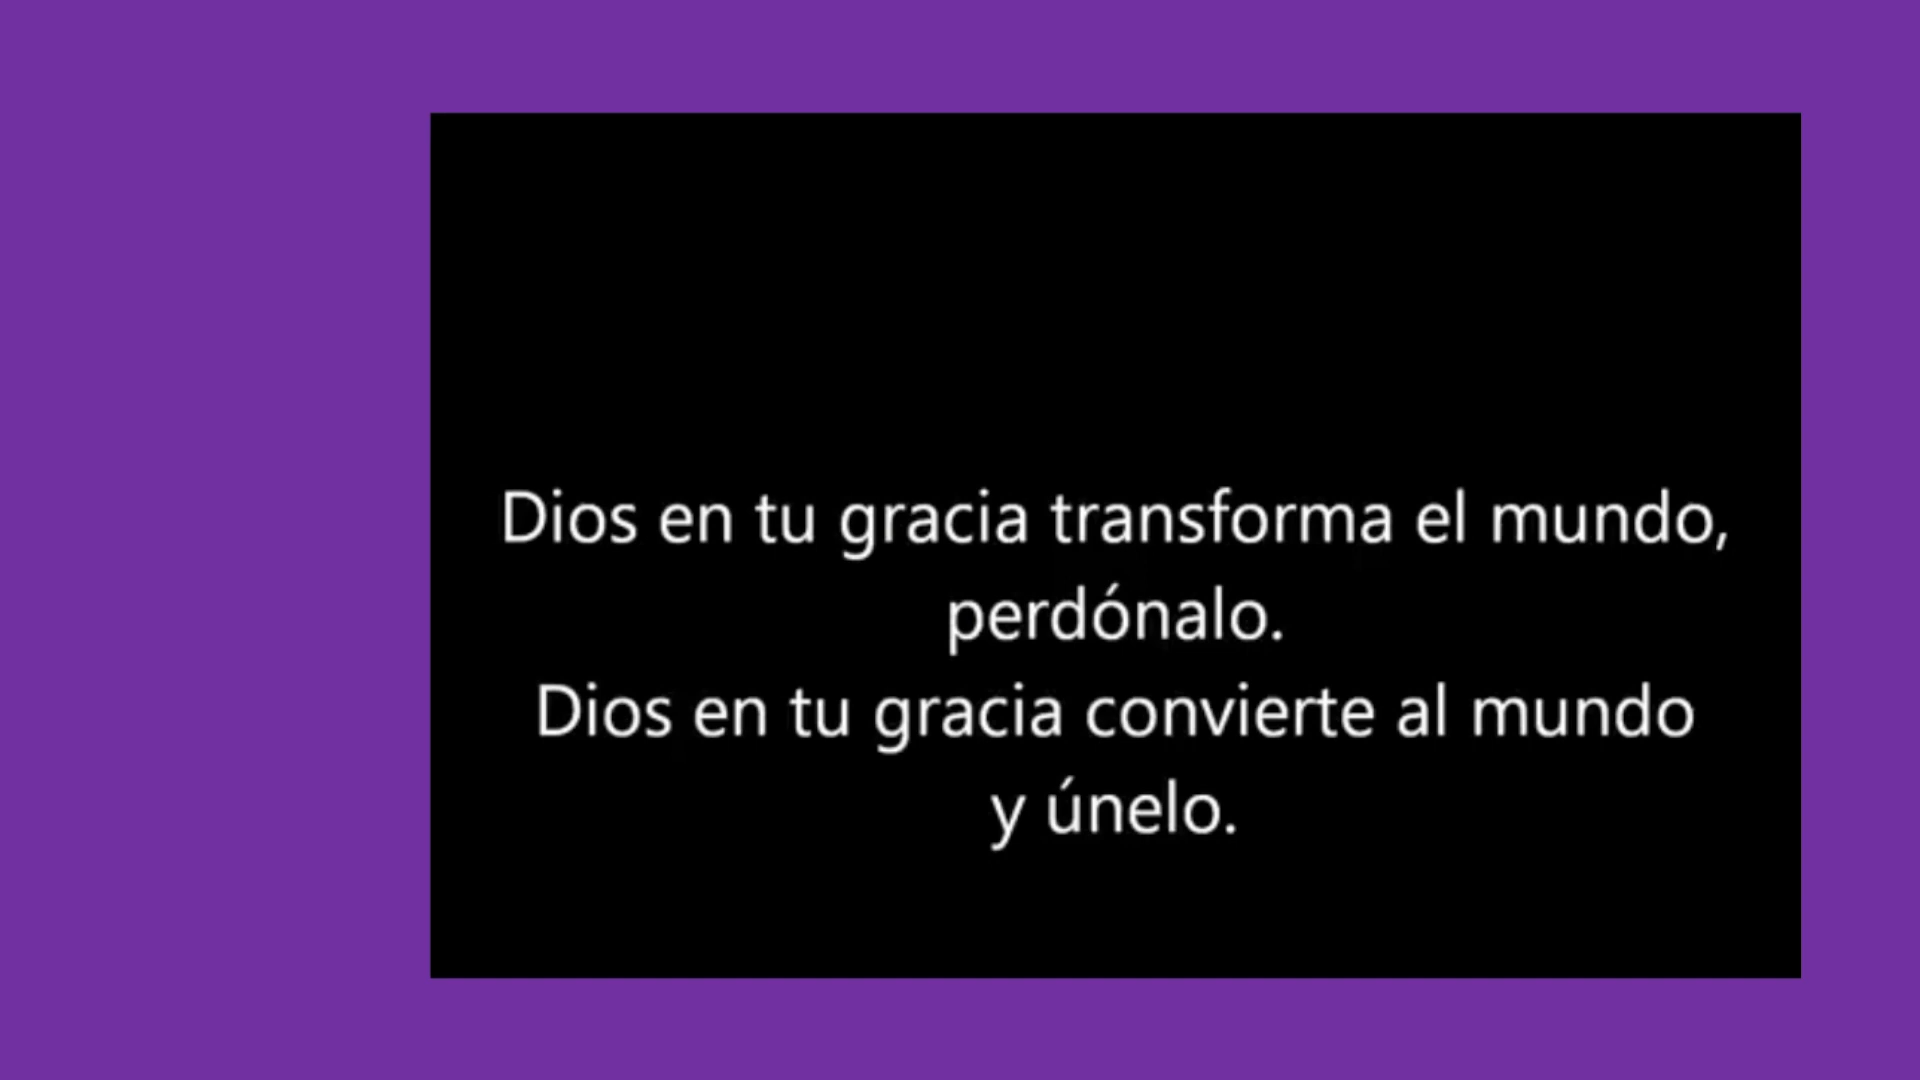 Dios en tu gracia transforma el mundo,
perdónalo.
Dios en tu gracia convierte al mundo
y únelo.